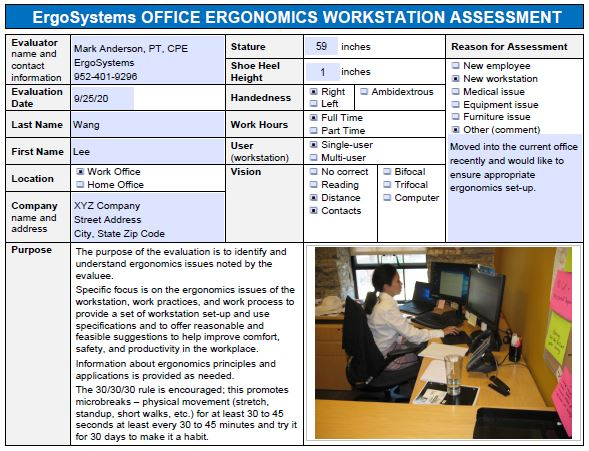 ErgoSystems OFFICE ERGONOMICS WORKSTATION ASSESSMENT
Evaluator
name and
contact
information
Mark Anderson, PT, CPE
ErgoSystems
952-401-9296
Evaluation
Date
9/25/20
Last Name
Wang
First Name
Lee
Location
Work Office
Home Office
Company
name and
address
XYZ Company
Street Address
City, State Zip Code
Stature
59 inches
Shoe Heel
Height
1 inches
Handedness
Right
Left
Ambidextrous
Work Hours
Full Time
Part Time
User
(workstation)
Single-user
Multi-user
Vision
No correct
Reading
Distance
Contacts
Bifocal
Trifocal
Computer
Reason for Assessment
New employee
New workstation
Medical issue
Equipment issue
Furniture issue
Other (comment)
Moved into the current office
recently and would like to
ensure appropriate
ergonomics set-up.
Purpose
The purpose of the evaluation is to identify and
understand ergonomics issues noted by the
evaluee.
Specific focus is on the ergonomics issues of the
workstation, work practices, and work process to
provide a set of workstation set-up and use
specifications and to offer reasonable and
feasible suggestions to help improve comfort,
safety, and productivity in the workplace.
Information about ergonomics principles and
applications is provided as needed.
The 30/30/30 rule is encouraged; this promotes
microbreaks – physical movement (stretch,
standup, short walks, etc.) for at least 30 to 45
seconds at least every 30 to 45 minutes and try it
for 30 days to make it a habit.